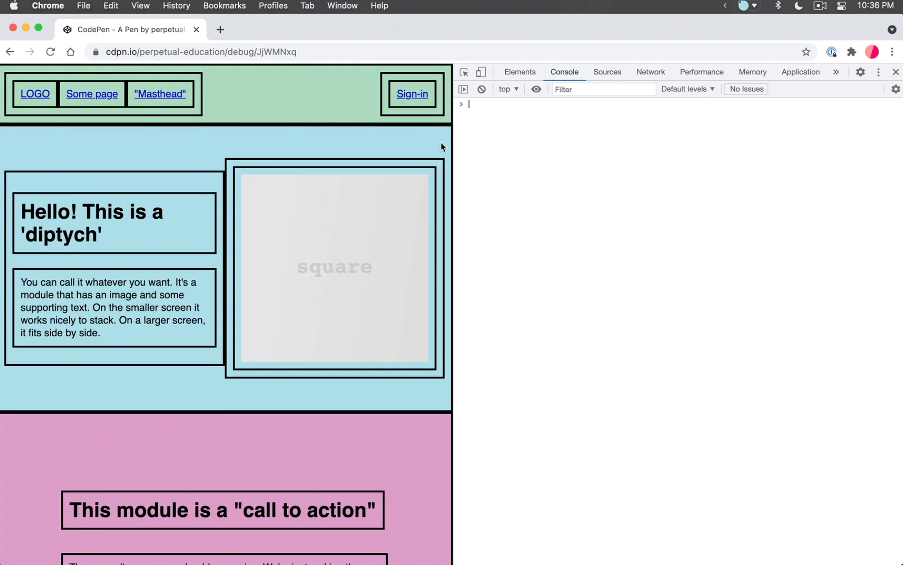 Chrome File Edit View History Bookmarks Profiles Tab Window Help 10:36 PM
CodePen - A Pen by perpetual.
cdpn.io/perpetual-education/debug/JjWMNxq
Elements Console Sources Network Performance Memory Application
top Filter Default levels No Issues
LOGO Some page "Masthead" Sign-in
Hello! This is a
'diptych'
You can call it whatever you want. It's a
module that has an image and some
supporting text. On the smaller screen it
works nicely to stack. On a larger screen,
it fits side by side.
square
This module is a "call to action"